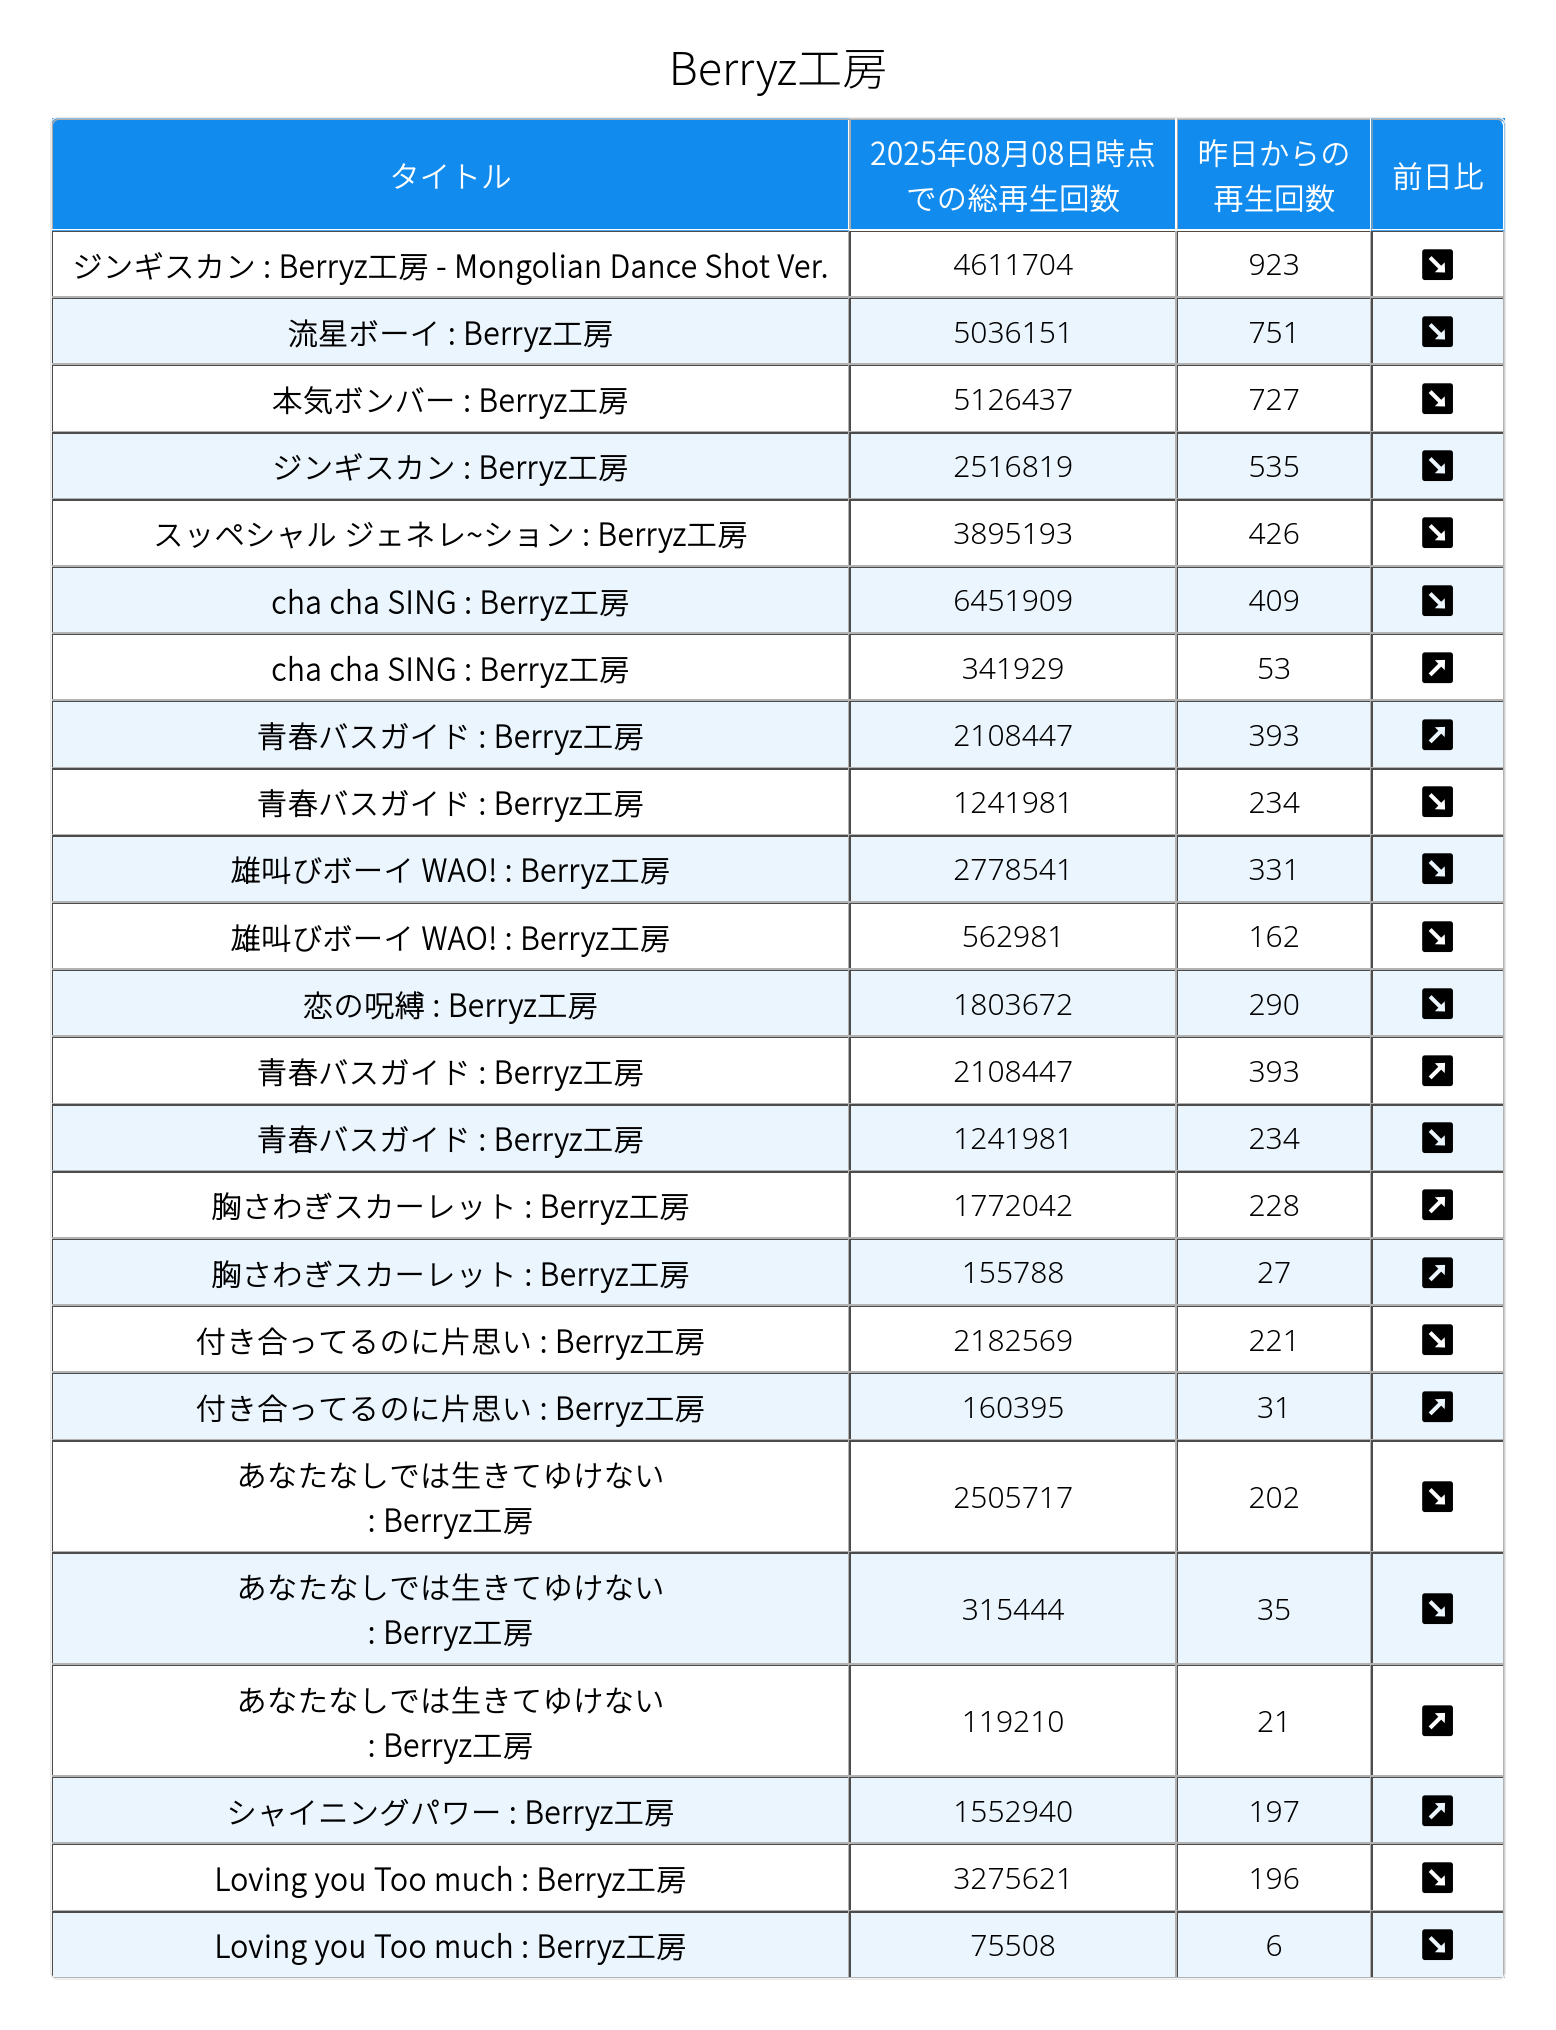 Berryz工房
タイトル 2025年08月08日時点 での総再生回数 昨日からの 再生回数 前日比
ジンギスカン : Berryz工房 - Mongolian Dance Shot Ver. 4611704 923 ↘
流星ボーイ : Berryz工房 5036151 751 ↘
本気ボンバー : Berryz工房 5126437 727 ↘
ジンギスカン : Berryz工房 2516819 535 ↘
スッペシャル ジェネレ~ション : Berryz工房 3895193 426 ↘
cha cha SING : Berryz工房 6451909 409 ↘
cha cha SING : Berryz工房 341929 53 ↗
青春バスガイド : Berryz工房 2108447 393 ↗
青春バスガイド : Berryz工房 1241981 234 ↘
雄叫びボーイ WAO! : Berryz工房 2778541 331 ↘
雄叫びボーイ WAO! : Berryz工房 562981 162 ↘
恋の呪縛 : Berryz工房 1803672 290 ↘
青春バスガイド : Berryz工房 2108447 393 ↗
青春バスガイド : Berryz工房 1241981 234 ↘
胸さわぎスカーレット : Berryz工房 1772042 228 ↗
胸さわぎスカーレット : Berryz工房 155788 27 ↗
付き合ってるのに片思い : Berryz工房 2182569 221 ↘
付き合ってるのに片思い : Berryz工房 160395 31 ↗
あなたなしでは生きてゆけない
: Berryz工房 2505717 202 ↘
あなたなしでは生きてゆけない
: Berryz工房 315444 35 ↘
あなたなしでは生きてゆけない
: Berryz工房 119210 21 ↗
シャイニングパワー : Berryz工房 1552940 197 ↗
Loving you Too much : Berryz工房 3275621 196 ↘
Loving you Too much : Berryz工房 75508 6 ↘